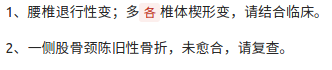 1、腰椎退行性变；多各椎体楔形变，请结合临床。
2、一侧股骨颈陈旧性骨折，未愈合，请复查。